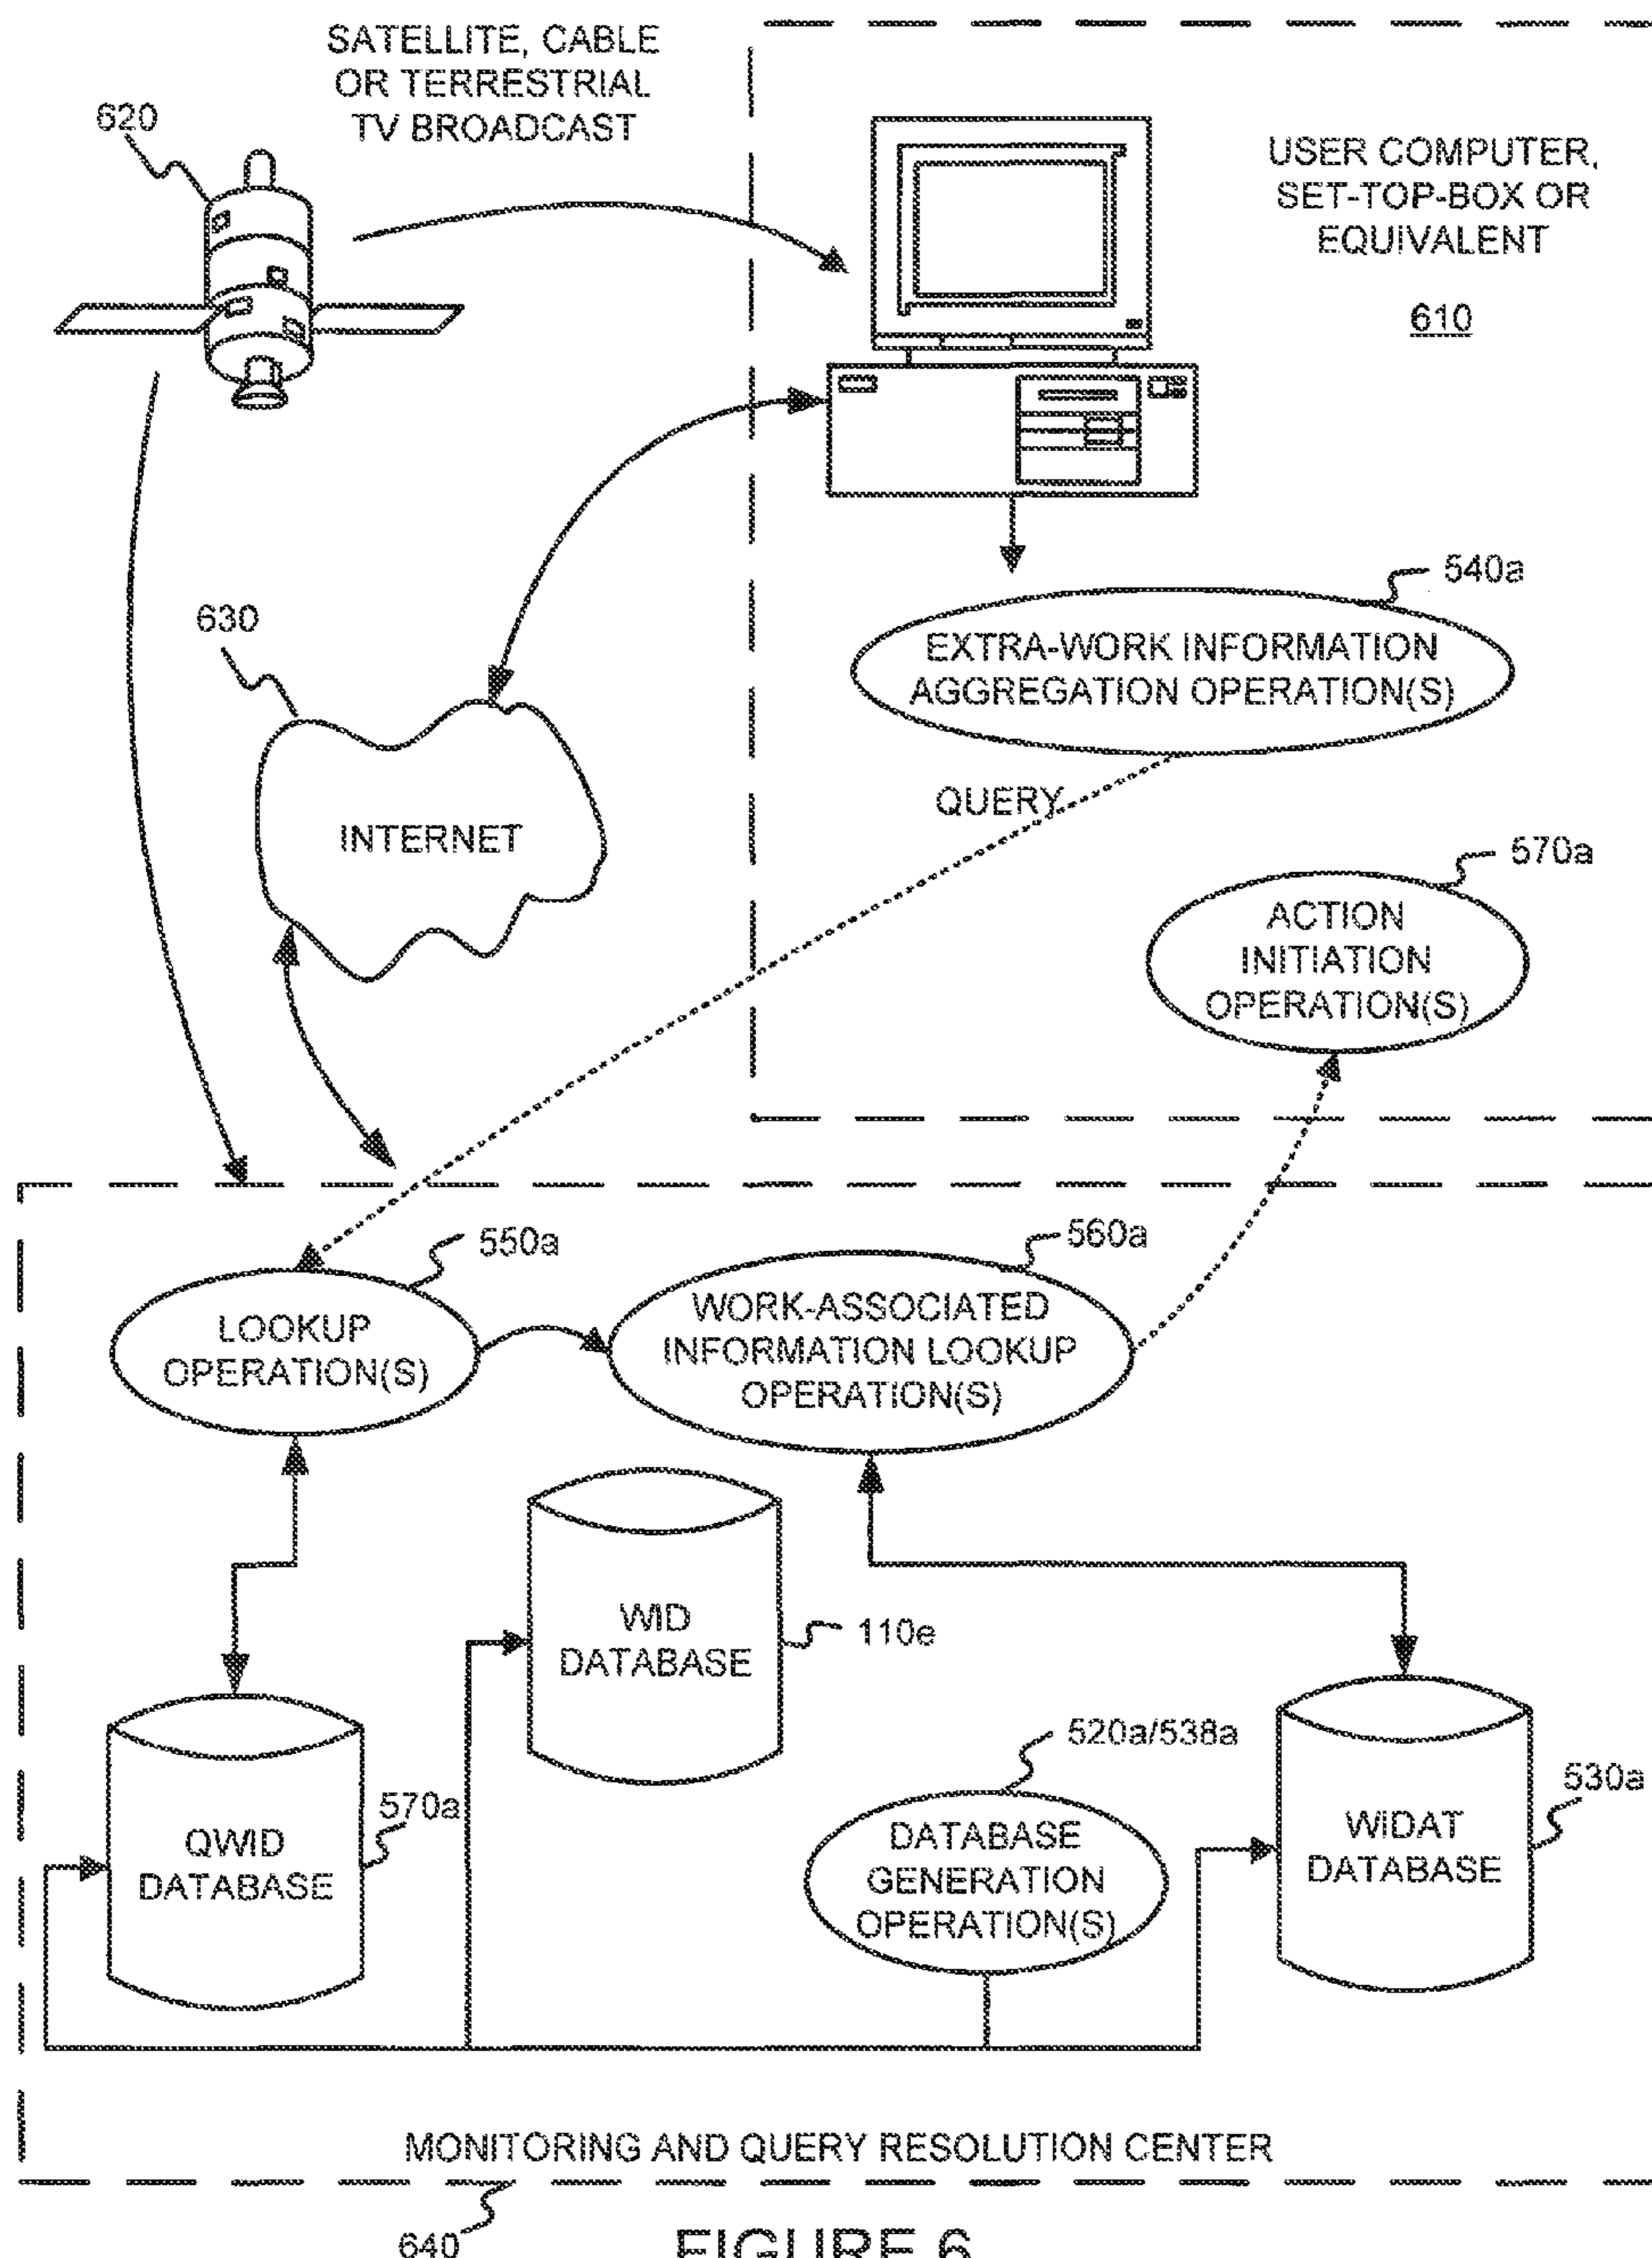 SATELLITE, CABLE
OR TERRESTRIAL
TV BROADCAST
620
USER COMPUTER,
SET-TOP-BOX OR
EQUIVALENT
610
540a
EXTRA-WORK INFORMATION
AGGREGATION OPERATION(S)
630
INTERNET
QUERY
570a
ACTION
INITIATION
OPERATION(S)
550a
LOOKUP
OPERATION(S)
560a
WORK-ASSOCIATED
INFORMATION LOOKUP
OPERATION(S)
WID
DATABASE
110e
520a/538a
DATABASE
GENERATION
OPERATION(S)
530a
WIDAT
DATABASE
570a
QWID
DATABASE
MONITORING AND QUERY RESOLUTION CENTER
640
FIGURE 6